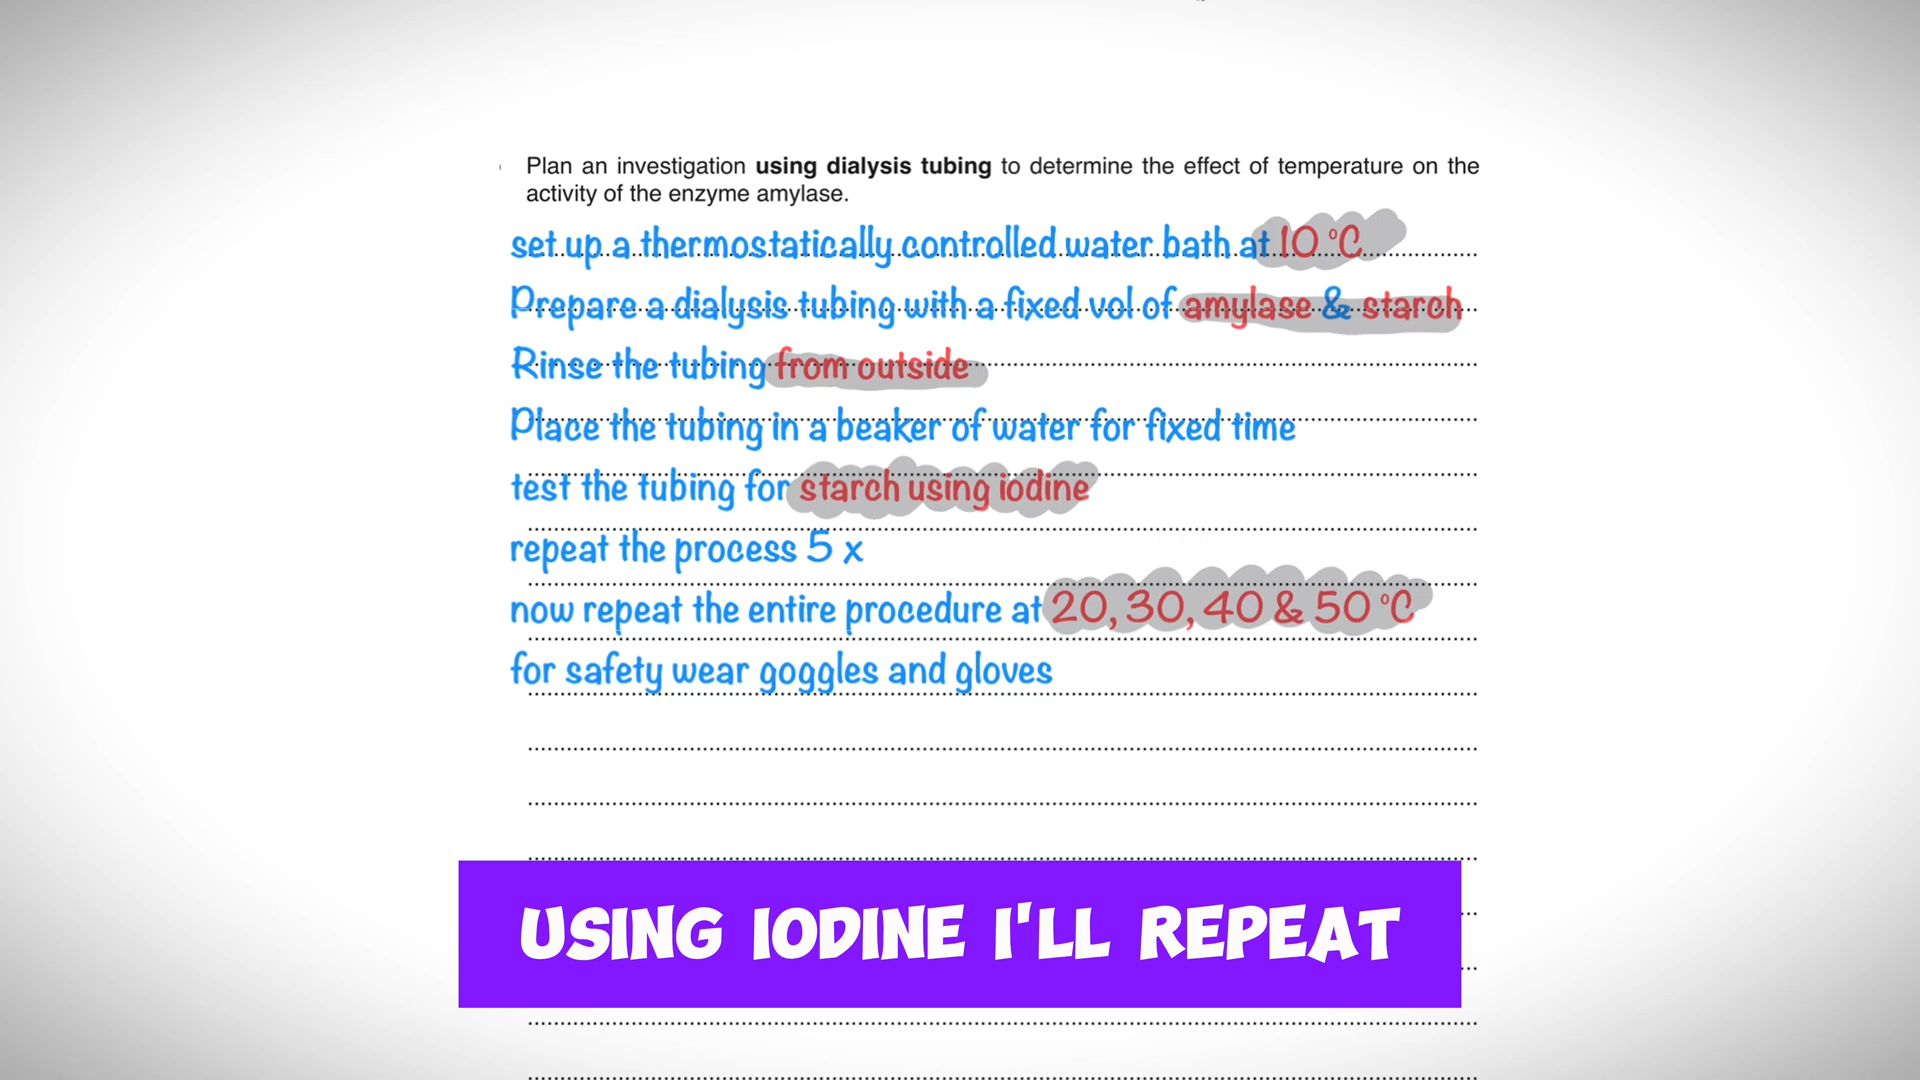 Plan an investigation using dialysis tubing to determine the effect of temperature on the
activity of the enzyme amylase.
set up a thermostatically controlled water bath at 10 °C
Prepare a dialysis tubing with a fixed vol of amylase & starch
Rinse the tubing from outside
Place the tubing in a beaker of water for fixed time
test the tubing for starch using iodine
repeat the process 5 x
now repeat the entire procedure at 20, 30, 40 & 50 °C
for safety wear goggles and gloves
USING IODINE I'LL REPEAT